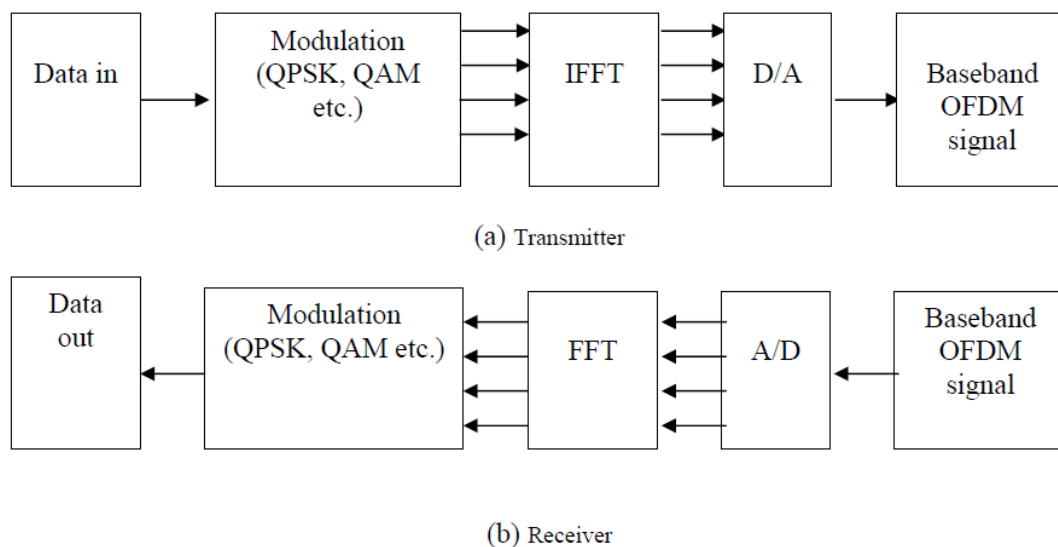 Data in
Modulation
(QPSK, QAM
etc.)
IFFT
D/A
Baseband
OFDM
signal
(a) Transmitter
Data
out
Modulation
(QPSK, QAM etc.)
FFT
A/D
Baseband
OFDM
signal
(b) Receiver